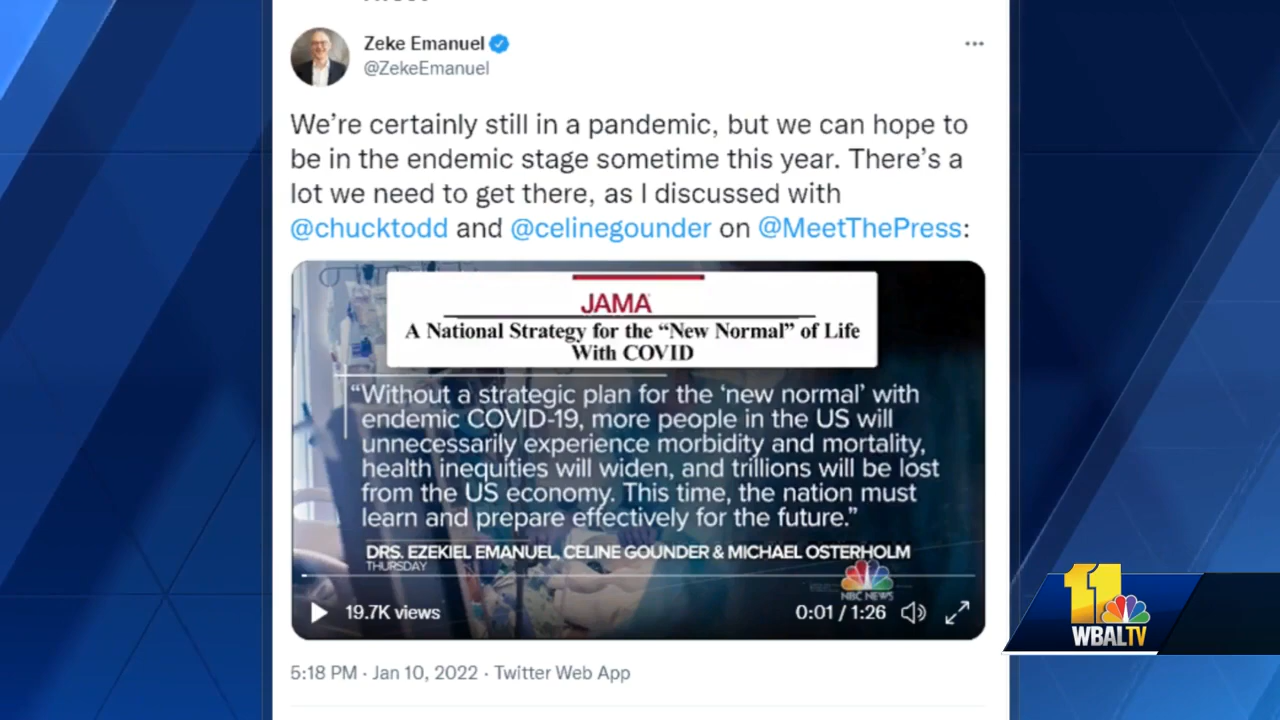 Zeke Emanuel
@ZekeEmanuel
We're certainly still in a pandemic, but we can hope to
be in the endemic stage sometime this year. There's a
lot we need to get there, as I discussed with
@chucktodd and @celinegounder on @MeetThePress:
JAMA
A National Strategy for the “New Normal” of Life
With COVID
“Without a strategic plan for the ‘new normal’ with
endemic COVID-19, more people in the US will
unnecessarily experience morbidity and mortality,
health inequities will widen, and trillions will be lost
from the US economy. This time, the nation must
learn and prepare effectively for the future.”
DRS. EZEKIEL EMANUEL, CELINE GOUNDER & MICHAEL OSTERHOLM
THURSDAY
NBC NEWS
19.7K views
0:01 / 1:26
11
WBALTV
5:18 PM · Jan 10, 2022 · Twitter Web App